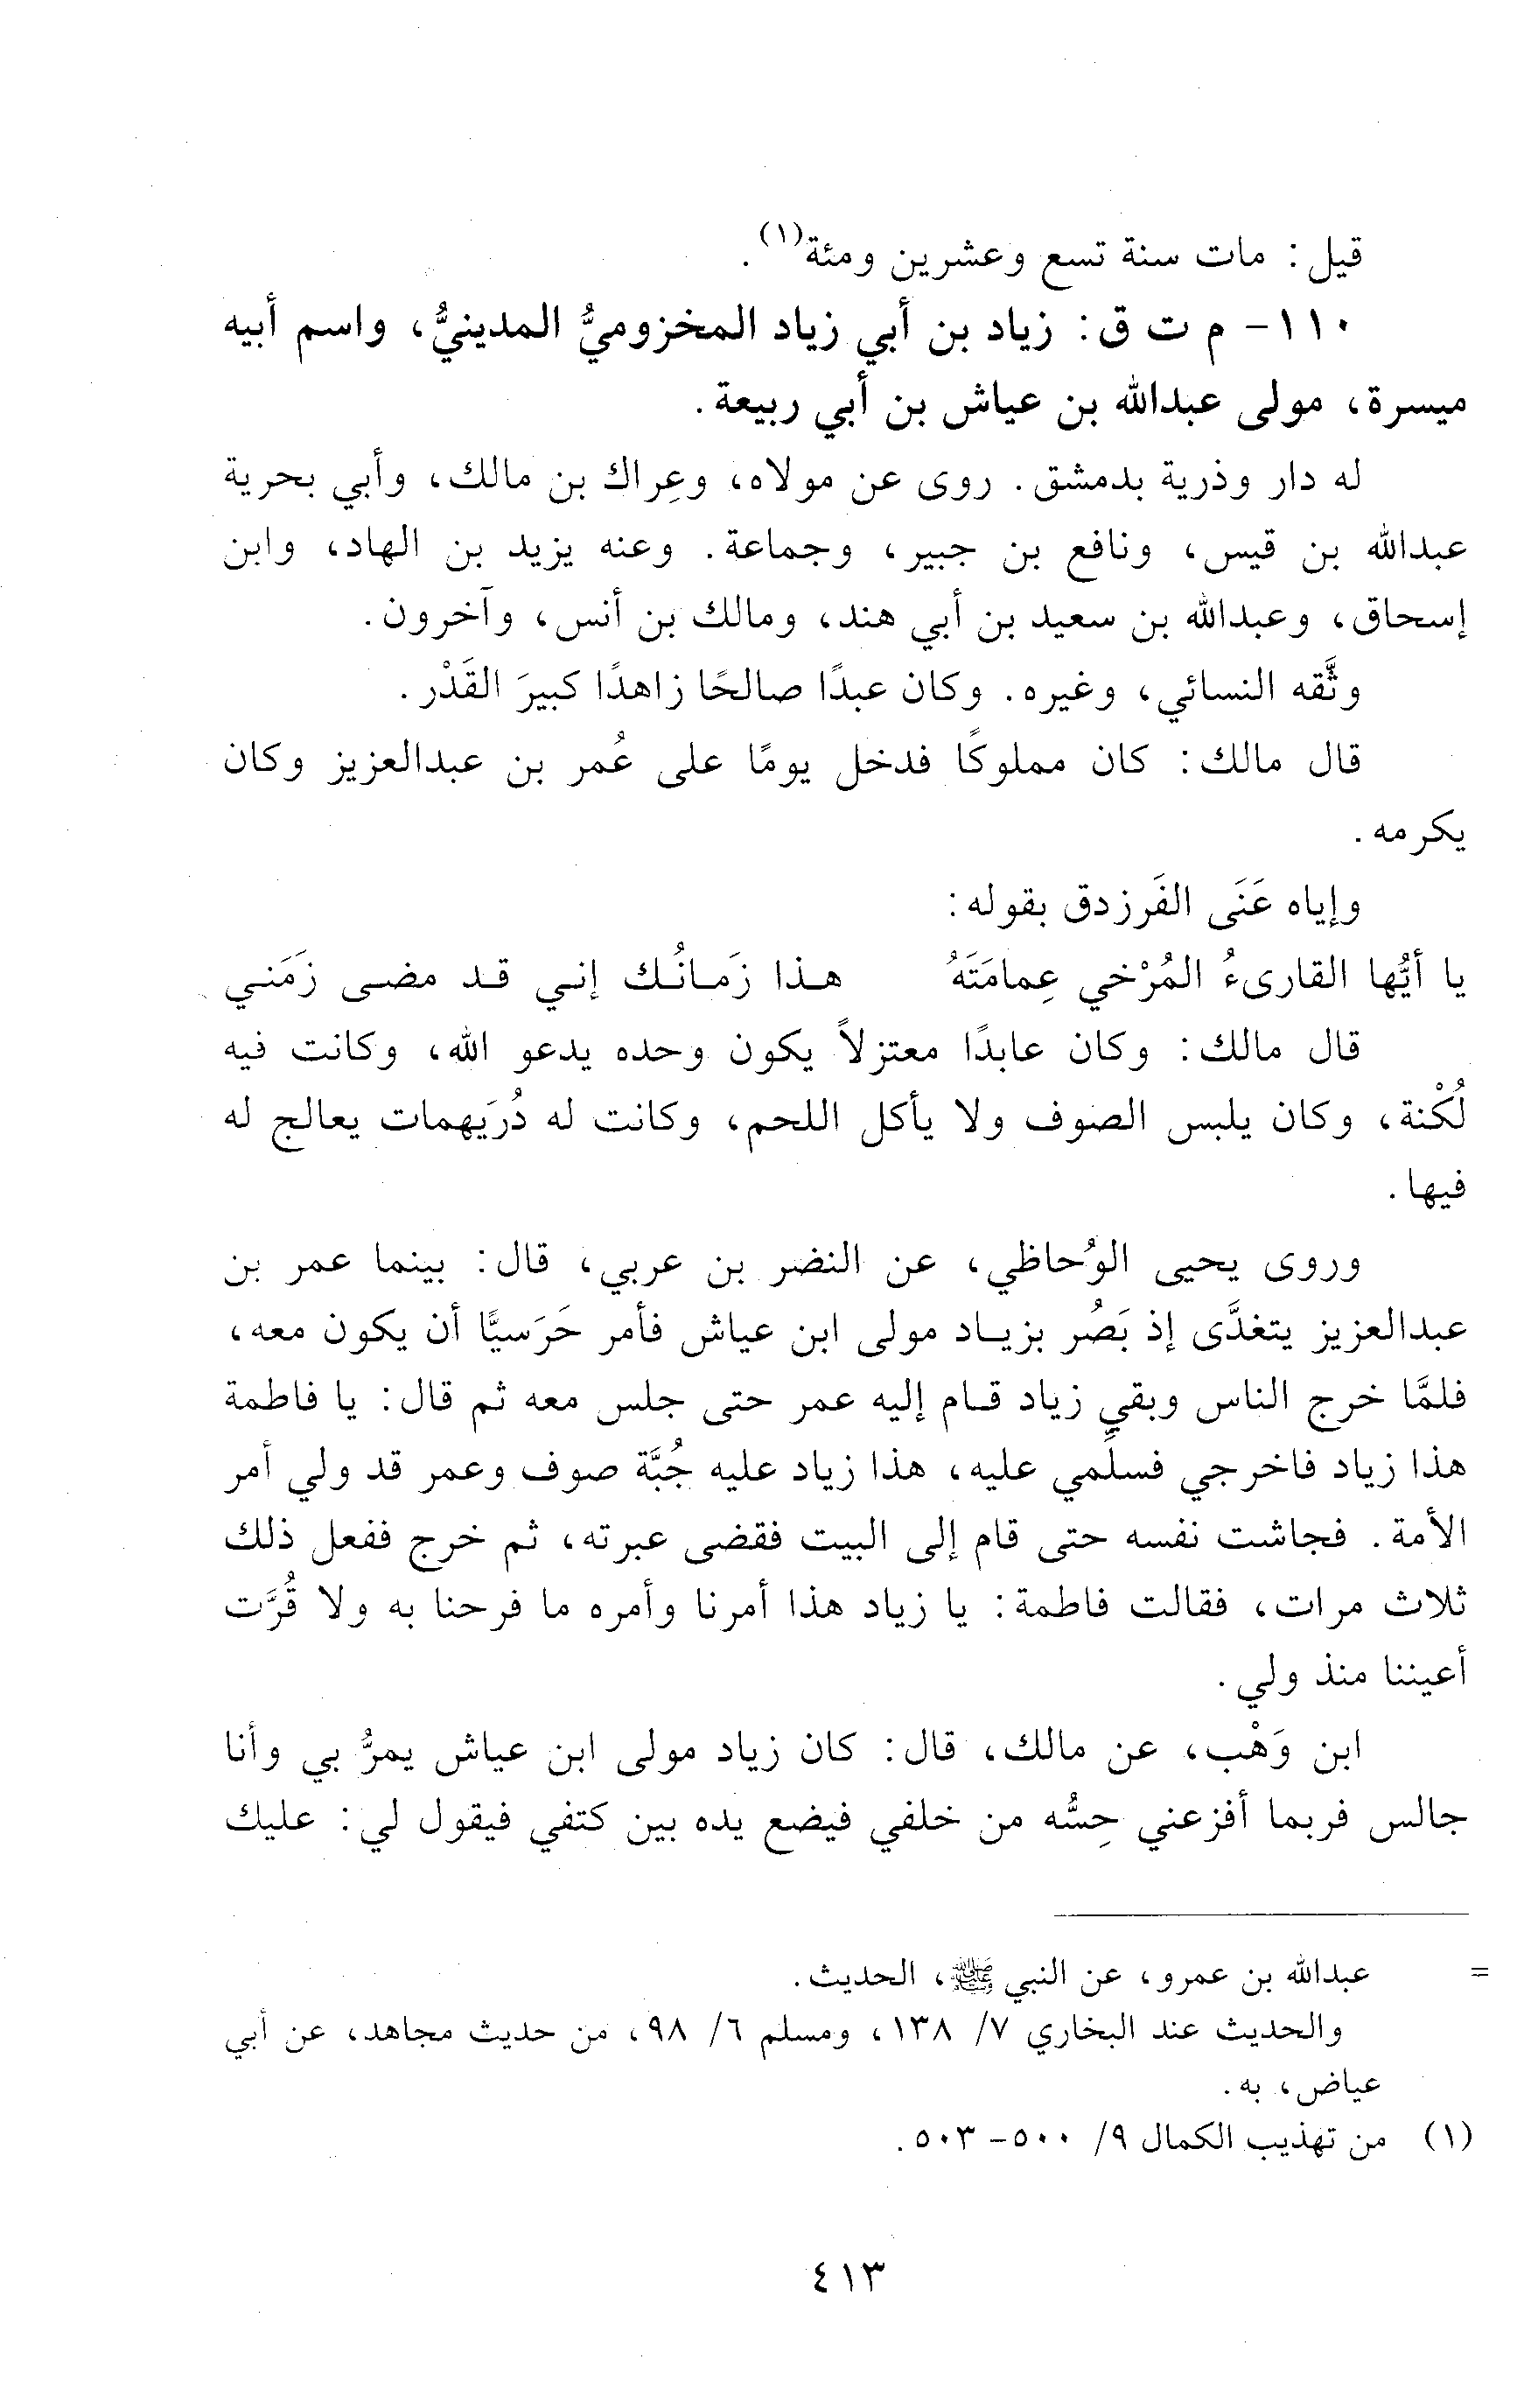 قيل: مات سنة تسع وعشرين ومئة(١).
١١٠- م ت ق: زياد بن أبي زياد المخزوميُّ المدينيُّ، واسم أبيه
ميسرة، مولى عبدالله بن عياش بن أبي ربيعة.
له دار وذرية بدمشق. روى عن مولاه، وعِراك بن مالك، وأبي بحرية
عبدالله بن قيس، ونافع بن جبير، وجماعة. وعنه يزيد بن الهاد، وابن
إسحاق، وعبدالله بن سعيد بن أبي هند، ومالك بن أنس، وآخرون.
وثَّقه النسائي، وغيره. وكان عبدًا صالحًا زاهدًا كبيرَ القَدْر.
قال مالك: كان مملوكًا فدخل يومًا على عُمر بن عبدالعزيز وكان
يكرمه.
وإياه عَنَى الفَرزدق بقوله:
يا أيُّها القارىءُ المُرْخي عِمامَتَهُ هذا زَمانُك إني قد مضى زَمَني
قال مالك: وكان عابدًا معتزلاً يكون وحده يدعو الله، وكانت فيه
لُكْنة، وكان يلبس الصوف ولا يأكل اللحم، وكانت له دُرَيهمات يعالج له
فيها.
وروى يحيى الوُحاظي، عن النضر بن عربي، قال: بينما عمر بن
عبدالعزيز يتغدَّى إذ بَصُر بزياد مولى ابن عياش فأمر حَرَسيًّا أن يكون معه،
فلمَّا خرج الناس وبقي زياد قام إليه عمر حتى جلس معه ثم قال: يا فاطمة
هذا زياد فاخرجي فسلِّمي عليه، هذا زياد عليه جُبَّة صوف وعمر قد ولي أمر
الأمة. فجاشت نفسه حتى قام إلى البيت فقضى عبرته، ثم خرج ففعل ذلك
ثلاث مرات، فقالت فاطمة: يا زياد هذا أمرنا وأمره ما فرحنا به ولا قُرَّت
أعيننا منذ ولي.
ابن وَهْب، عن مالك، قال: كان زياد مولى ابن عياش يمرُّ بي وأنا
جالس فربما أفزعني حِسُّه من خلفي فيضع يده بين كتفي فيقول لي: عليك
= عبدالله بن عمرو، عن النبي ﷺ، الحديث.
والحديث عند البخاري ٧/ ١٣٨، ومسلم ٦/ ٩٨، من حديث مجاهد، عن أبي
عياض، به.
(١) من تهذيب الكمال ٩/ ٥٠٠- ٥٠٣.
٤١٣